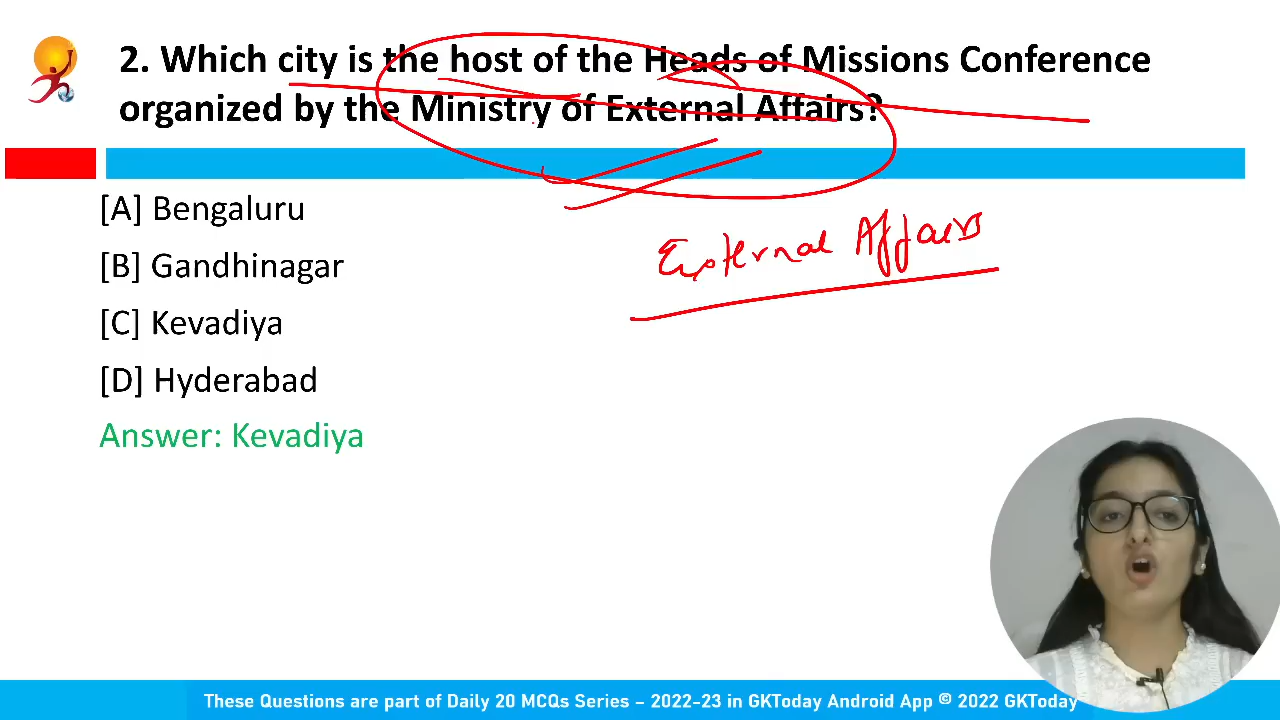 2. Which city is the host of the Heads of Missions Conference
organized by the Ministry of External Affairs?
[A] Bengaluru
External Affairs
[B] Gandhinagar
[C] Kevadiya
[D] Hyderabad
Answer: Kevadiya
These Questions are part of Daily 20 MCQs Series – 2022-23 in GKToday Android App © 2022 GKToday